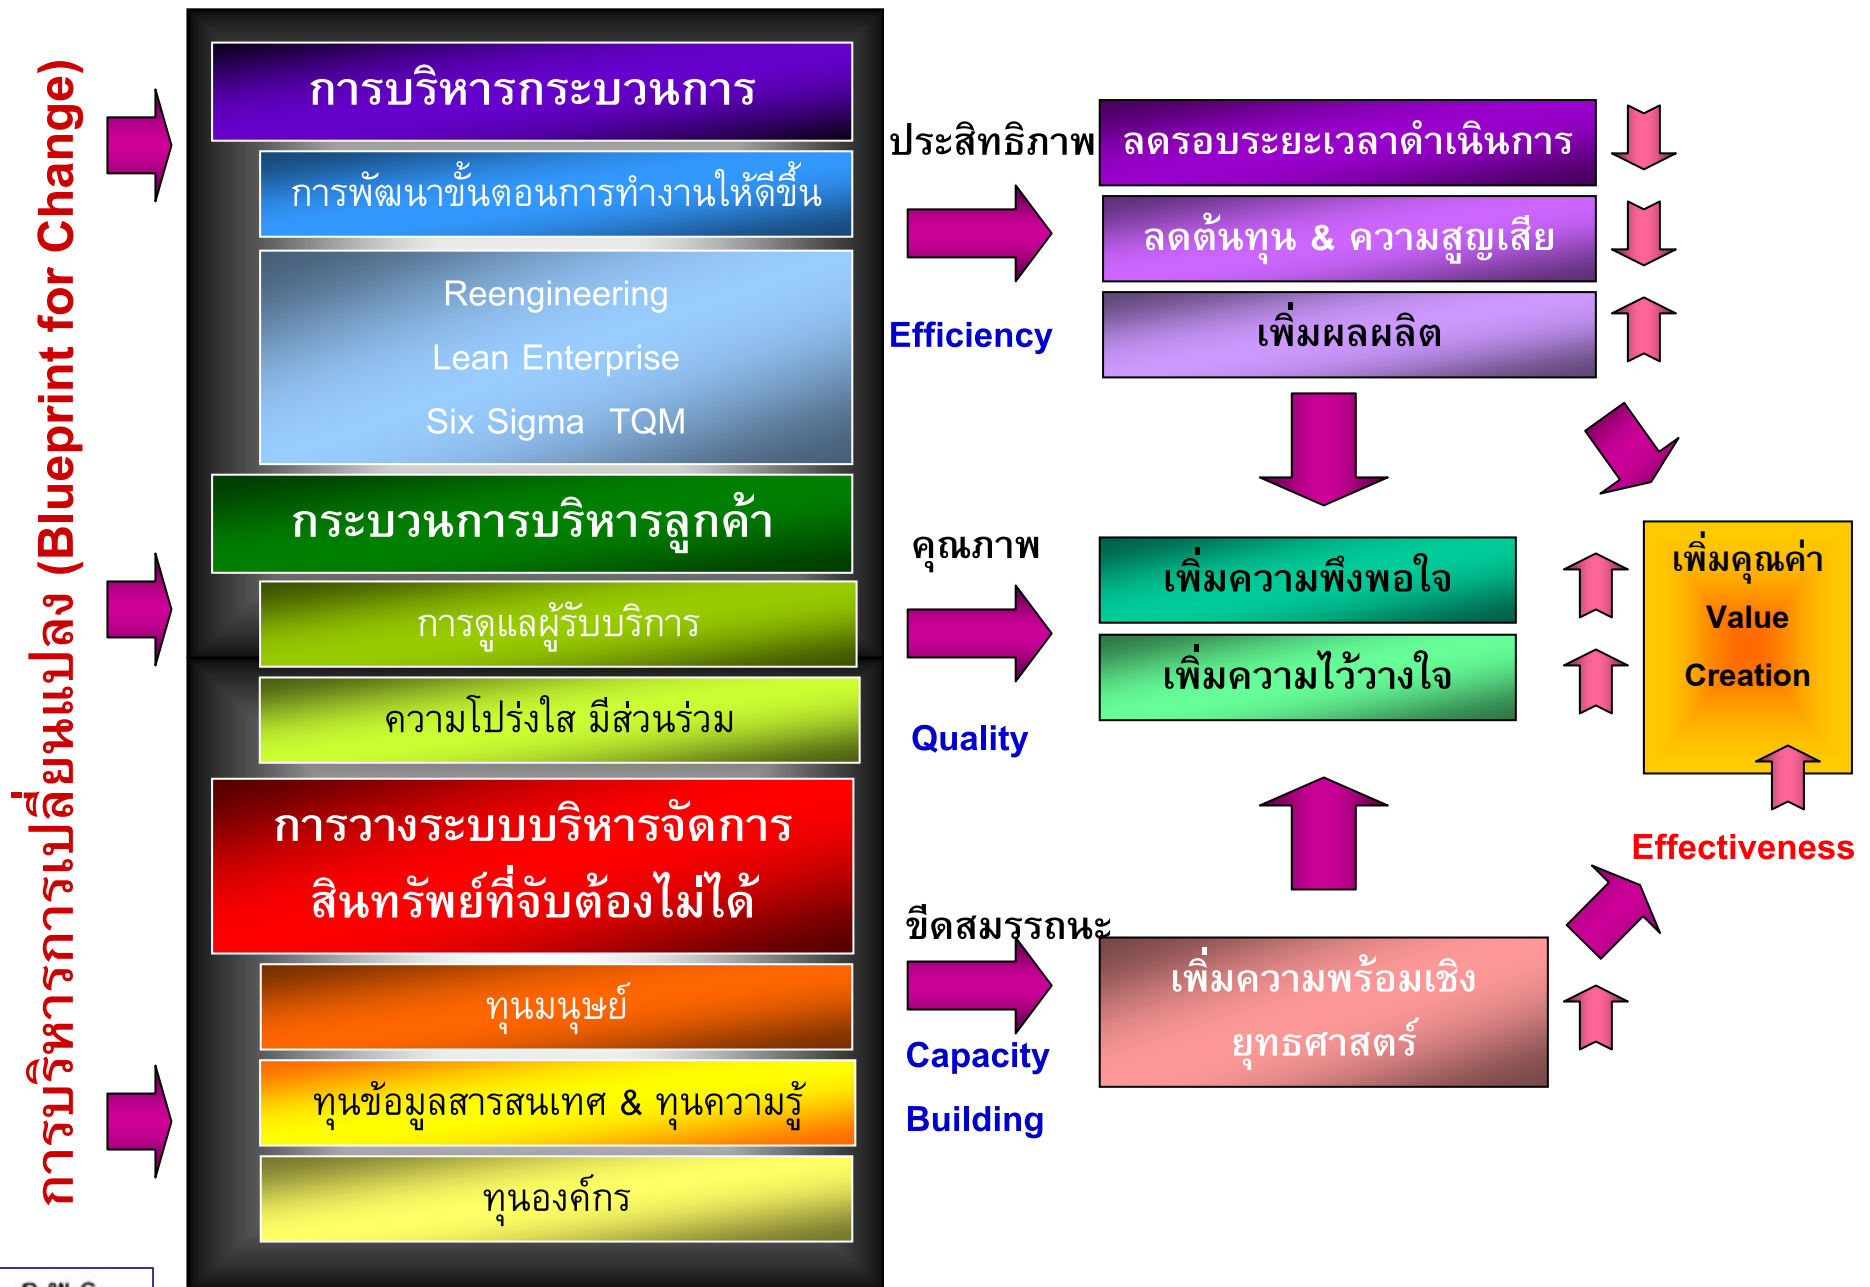 การบริหารการเปลี่ยนแปลง (Blueprint for Change)
การบริหารกระบวนการ
การพัฒนาขั้นตอนการทำงานให้ดีขึ้น
Reengineering
Lean Enterprise
Six Sigma TQM
กระบวนการบริหารลูกค้า
การดูแลผู้รับบริการ
ความโปร่งใส มีส่วนร่วม
การวางระบบบริหารจัดการ
สินทรัพย์ที่จับต้องไม่ได้
ทุนมนุษย์
ทุนข้อมูลสารสนเทศ & ทุนความรู้
ทุนองค์กร
ประสิทธิภาพ
Efficiency
ลดรอบระยะเวลาดำเนินการ
ลดต้นทุน & ความสูญเสีย
เพิ่มผลผลิต
คุณภาพ
Quality
เพิ่มความพึงพอใจ
เพิ่มความไว้วางใจ
เพิ่มคุณค่า
Value
Creation
Effectiveness
ขีดสมรรถนะ
Capacity
Building
เพิ่มความพร้อมเชิง
ยุทธศาสตร์